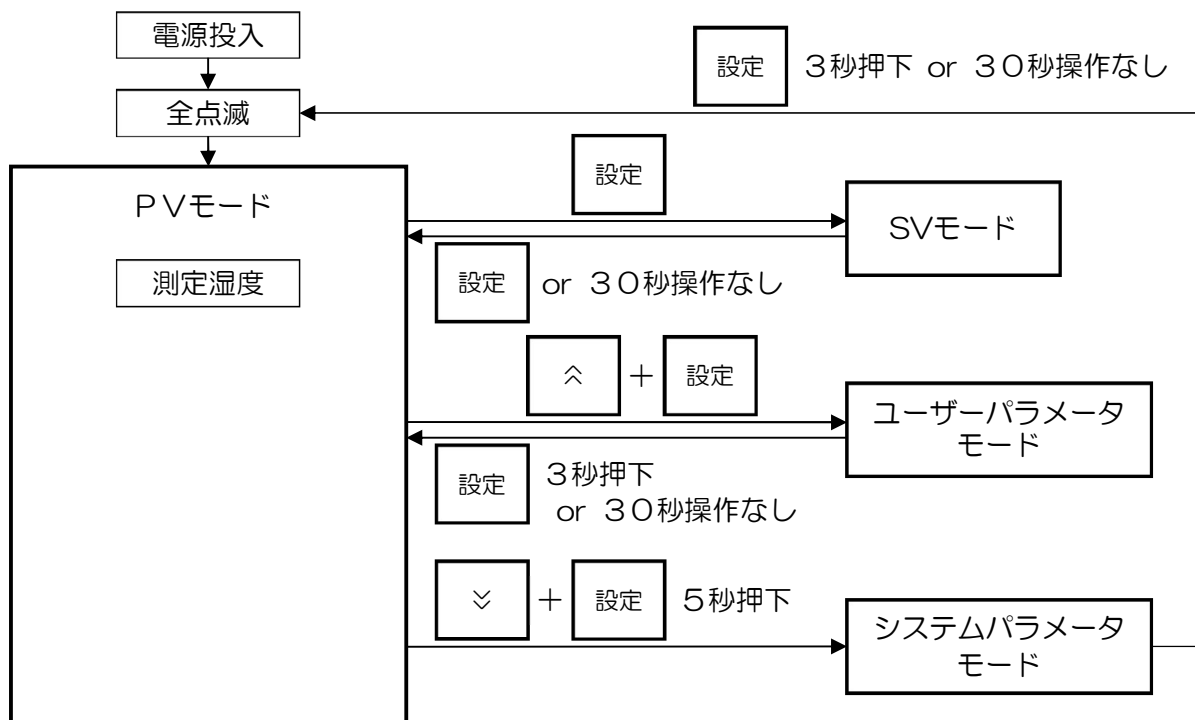 電源投入
設定 3秒押下 or 30秒操作なし
全点滅
設定
PVモード
SVモード
測定湿度
設定 or 30秒操作なし
︽ + 設定
ユーザーパラメータ
モード
設定 3秒押下
or 30秒操作なし
︾ + 設定 5秒押下
システムパラメータ
モード